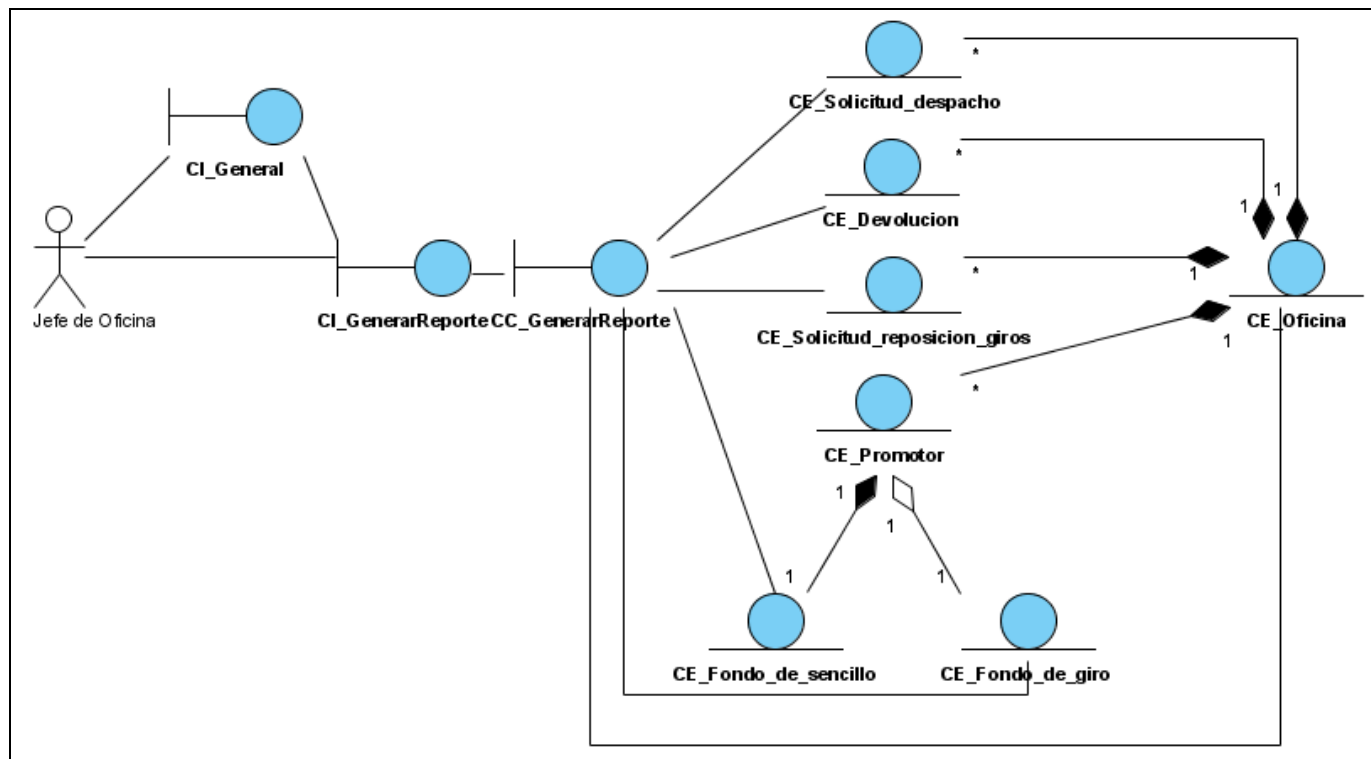 *
CE_Solicitud_despacho
CI_General
*
CE_Devolucion
1
1
Jefe de Oficina
CI_GenerarReporte
CC_GenerarReporte
*
1
CE_Solicitud_reposicion_giros
CE_Oficina
1
*
CE_Promotor
1
1
1
1
CE_Fondo_de_sencillo
CE_Fondo_de_giro